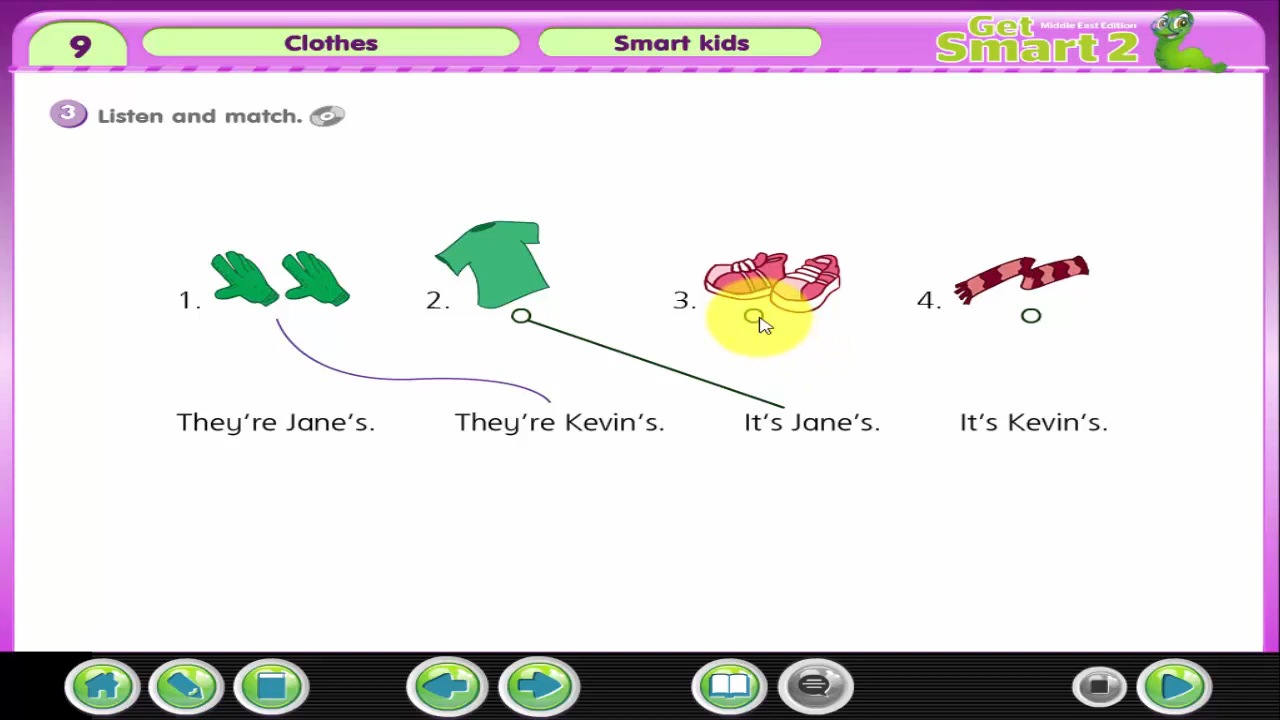 9
Clothes
Smart kids
Get
Middle East Edition
Smart 2
3 Listen and match.
1.
2.
3.
4.
They're Jane's.
They're Kevin's.
It's Jane's.
It's Kevin's.